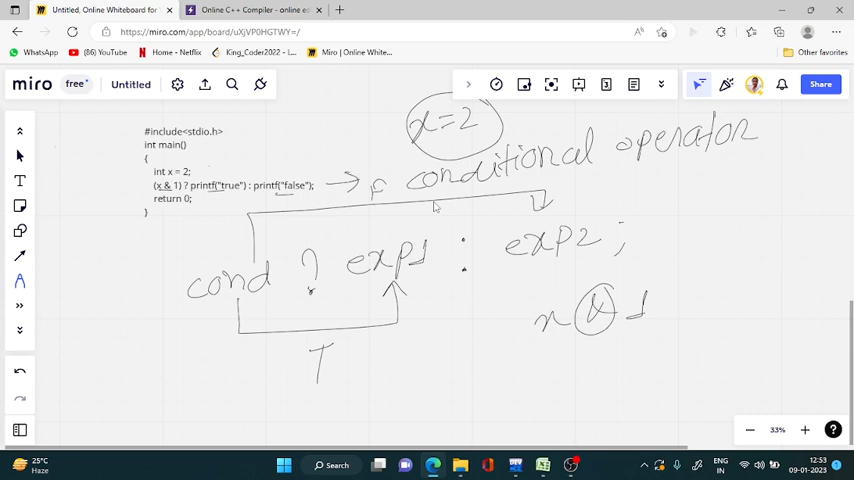 Untitled, Online Whiteboard for
Online C++ Compiler - online e
https://miro.com/app/board/uXjVP0HGTWY=/
WhatsApp
(86) YouTube
Home - Netflix
King_Coder2022 - L...
Miro | Online White...
Other favorites
miro
free
Untitled
Share
x=2
conditional operator
#include<stdio.h>
int main()
{
int x = 2;
(x & 1) ? printf("true") : printf("false");
return 0;
}
F
cond ? exp1 : exp2 ;
x & 1
T
33%
25°C
Haze
Search
ENG
IN
12:53
09-01-2023